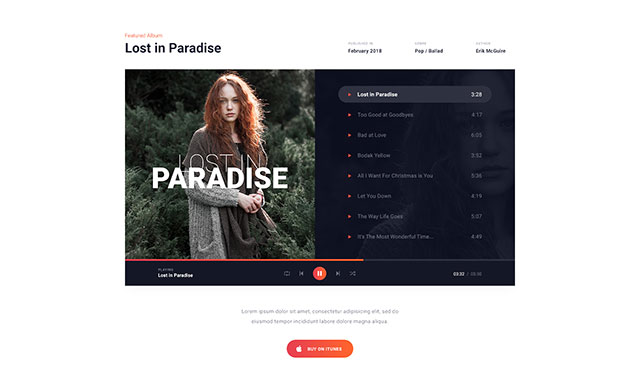 Featured Album
Lost in Paradise
PUBLISHED IN
GENRE
AUTHOR
February 2018
Pop / Ballad
Erik McGuire
LOST IN
PARADISE
Lost in Paradise 3:28
Too Good at Goodbyes 4:17
Bad at Love 6:05
Bodak Yellow 3:52
All I Want For Christmas is You 3:36
Let You Down 4:19
The Way Life Goes 5:07
It's The Most Wonderful Time... 4:49
PLAYING
Lost in Paradise
03:32 /
Lorem ipsum dolor sit amet, consectetur adipisicing elit, sed do
eiusmod tempor incididunt labore dolore magna aliqua.
BUY ON ITUNES